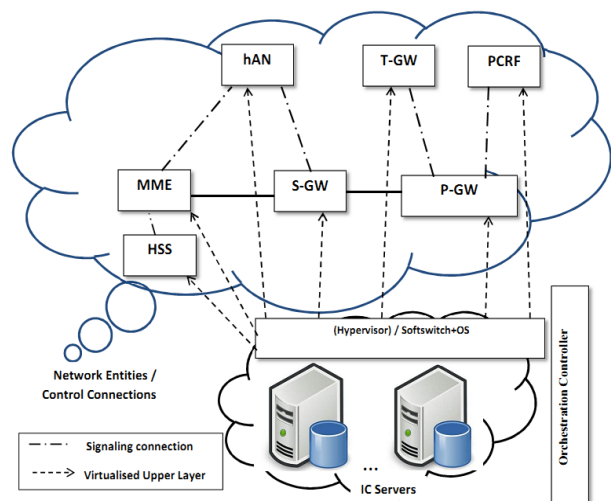 hAN
T-GW
PCRF
MME
S-GW
P-GW
HSS
(Hypervisor) / Softswitch+OS
Network Entities /
Control Connections
Orchestration Controller
Signaling connection
Virtualised Upper Layer
...
IC Servers